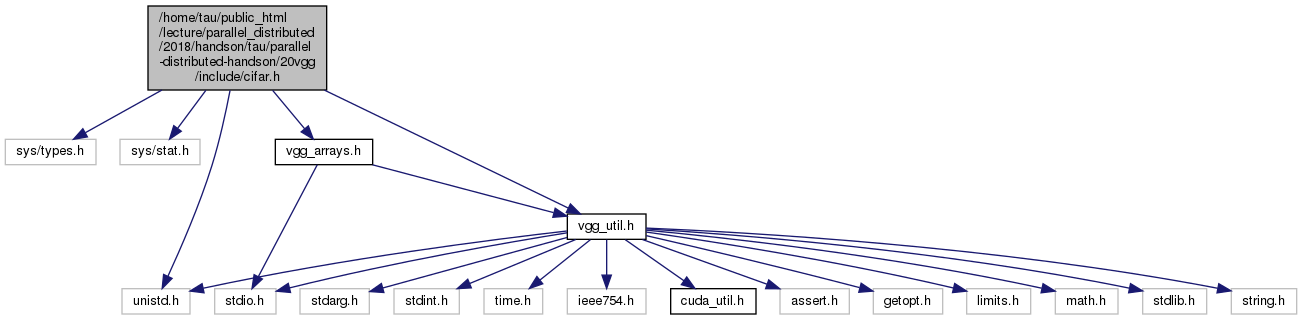 /home/tau/public_html
/lecture/parallel_distributed
/2018/handson/tau/parallel
-distributed-handson/20vgg
/include/cifar.h
sys/types.h
sys/stat.h
vgg_arrays.h
vgg_util.h
unistd.h
stdio.h
stdarg.h
stdint.h
time.h
ieee754.h
cuda_util.h
assert.h
getopt.h
limits.h
math.h
stdlib.h
string.h